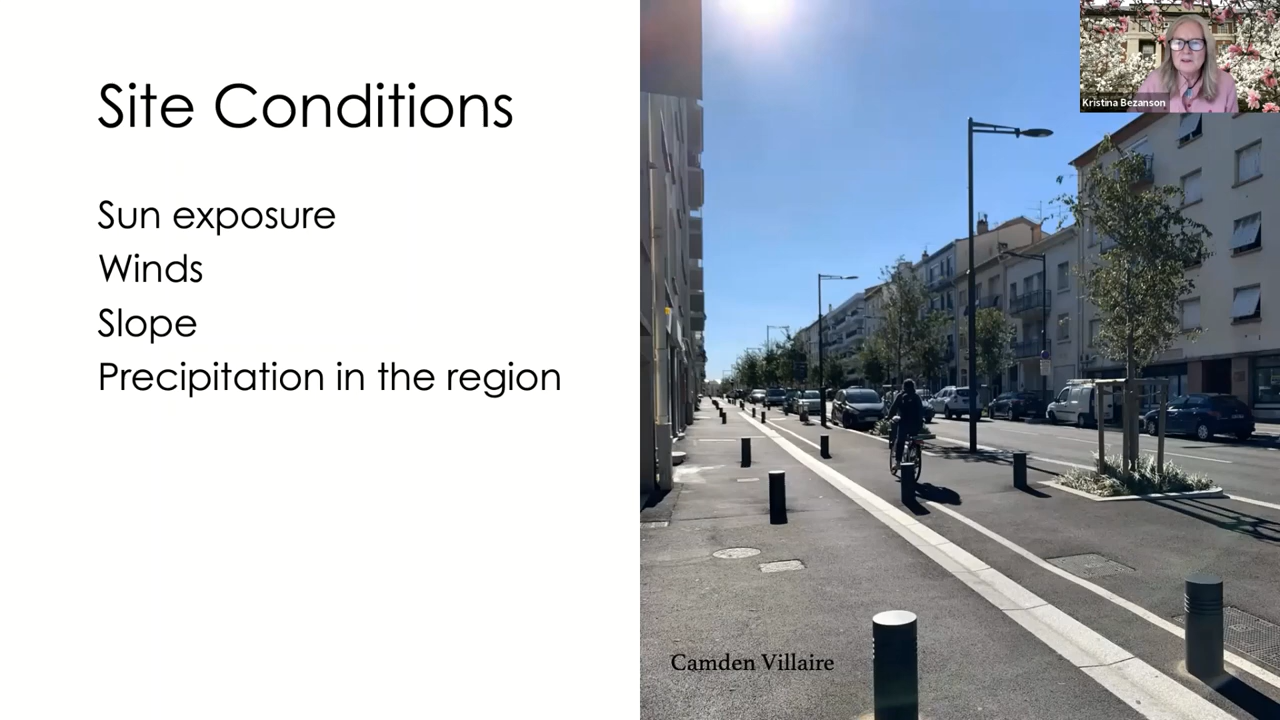 Site Conditions
Sun exposure
Winds
Slope
Precipitation in the region
Kristina Bezanson
Camden Villaire